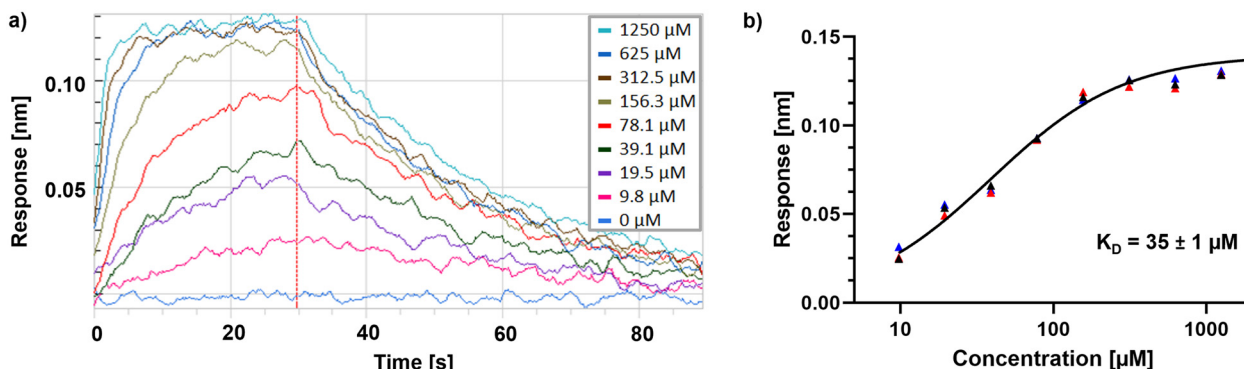 a)
Response [nm]
0.10
0.05
0
20
40
60
80
Time [s]
1250 µM
625 µM
312.5 µM
156.3 µM
78.1 µM
39.1 µM
19.5 µM
9.8 µM
0 µM
b)
Response [nm]
0.15
0.10
0.05
0.00
10
100
1000
Concentration [µM]
K_D = 35 ± 1 µM